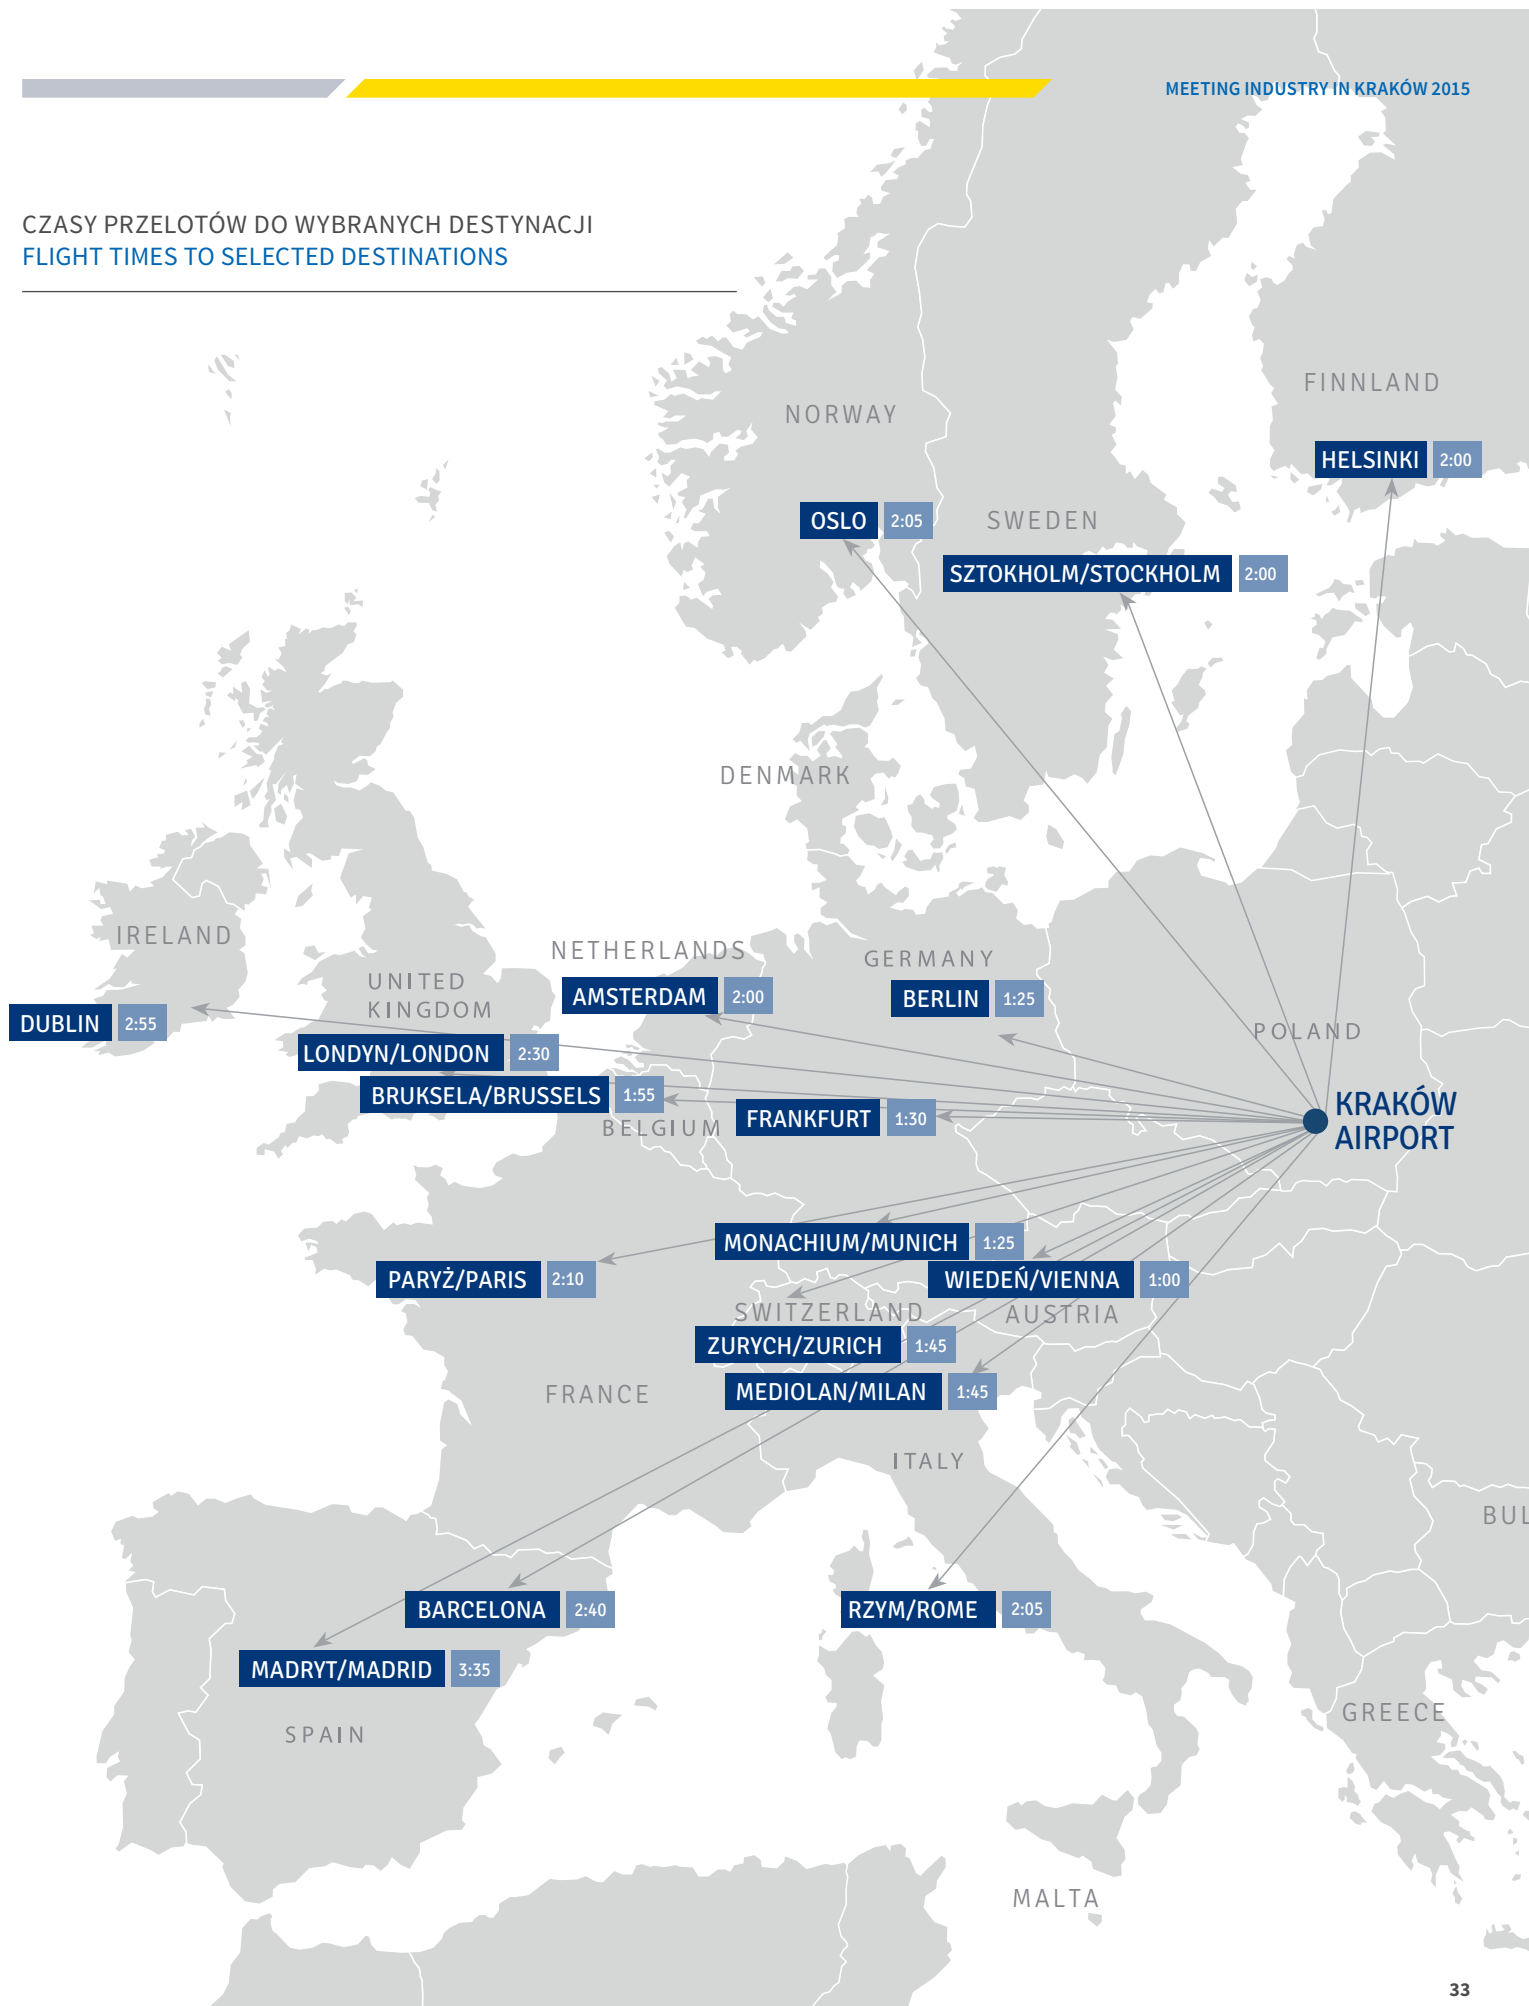 MEETING INDUSTRY IN KRAKÓW 2015
CZASY PRZELOTÓW DO WYBRANYCH DESTYNACJI
FLIGHT TIMES TO SELECTED DESTINATIONS
FINNLAND
NORWAY
HELSINKI 2:00
OSLO 2:05
SWEDEN
SZTOKHOLM/STOCKHOLM 2:00
DENMARK
IRELAND
NETHERLANDS
GERMANY
UNITED
KINGDOM
AMSTERDAM 2:00
BERLIN 1:25
DUBLIN 2:55
POLAND
LONDYN/LONDON 2:30
BRUKSELA/BRUSSELS 1:55
FRANKFURT 1:30
BELGIUM
KRAKÓW
AIRPORT
MONACHIUM/MUNICH 1:25
PARYŻ/PARIS 2:10
WIEDEŃ/VIENNA 1:00
SWITZERLAND
AUSTRIA
ZURYCH/ZURICH 1:45
MEDIOLAN/MILAN 1:45
FRANCE
ITALY
BUL
BARCELONA 2:40
RZYM/ROME 2:05
MADRYT/MADRID 3:35
SPAIN
GREECE
MALTA
33